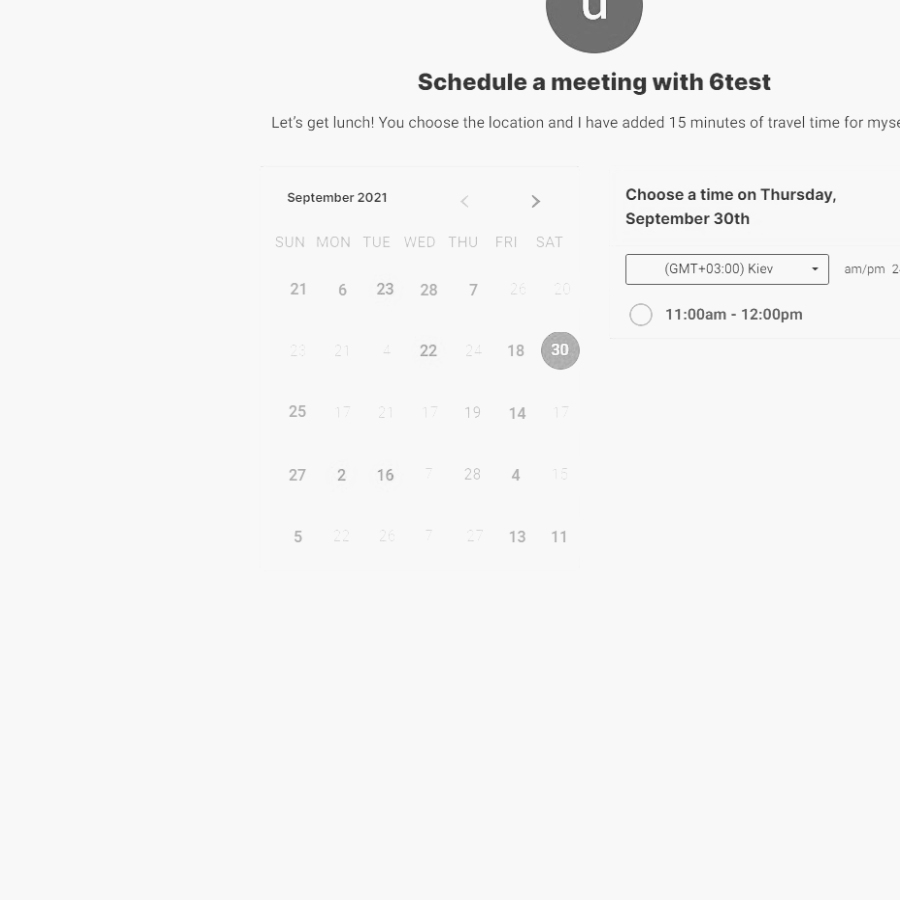 u
Schedule a meeting with 6test
Let's get lunch! You choose the location and I have added 15 minutes of travel time for
September 2021
SUN MON TUE WED THU FRI SAT
21 6 23 28 7 26 20
23 21 4 22 24 18 30
25 17 21 17 19 14 17
27 2 16 7 28 4 15
5 22 26 7 27 13 11
Choose a time on Thursday,
September 30th
(GMT+03:00) Kiev am/pm
11:00am - 12:00pm